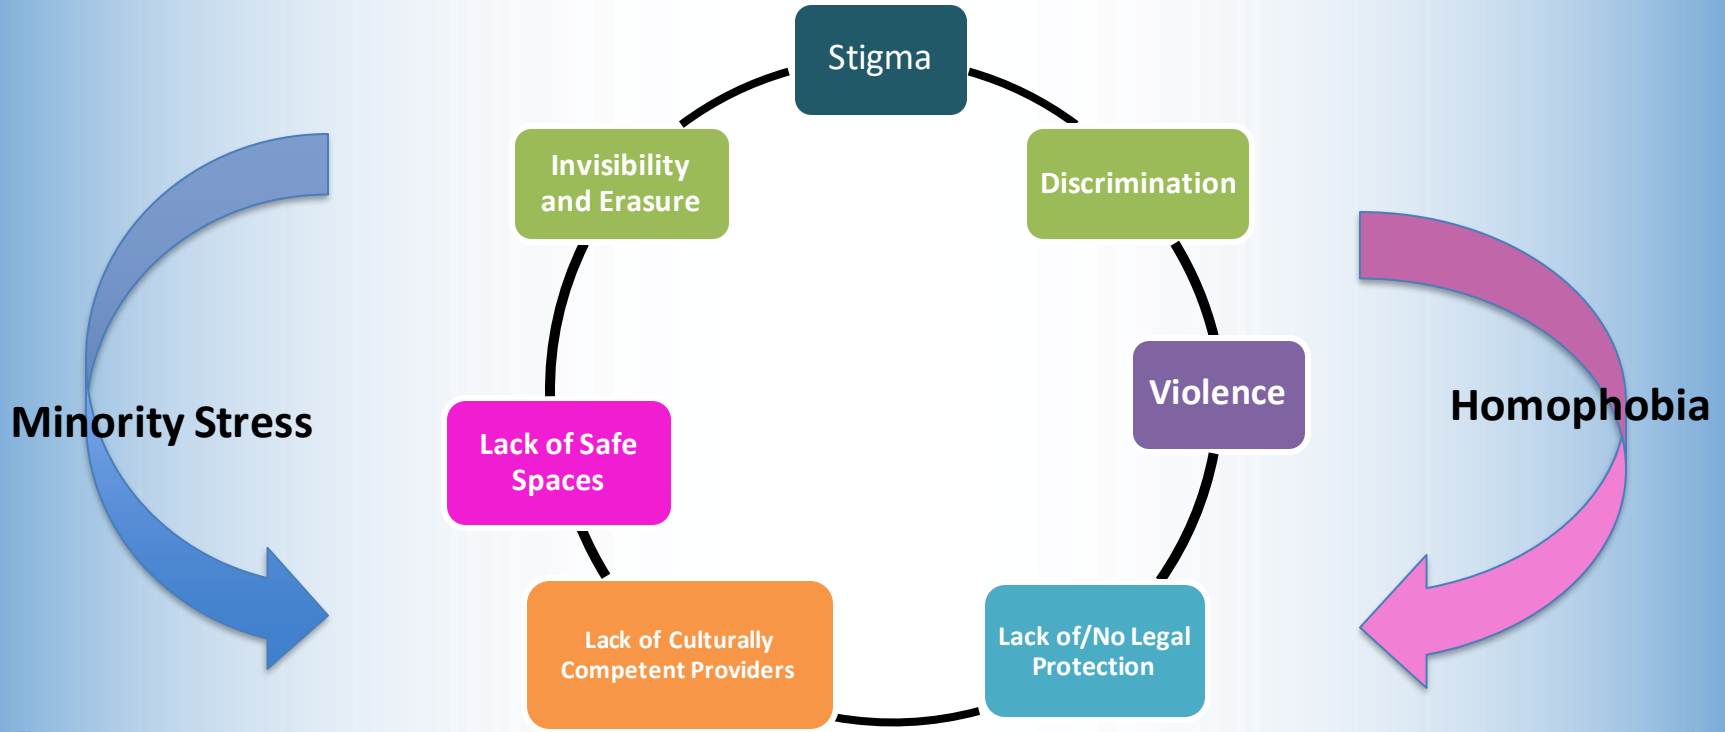 Stigma
Invisibility
and Erasure
Discrimination
Violence
Homophobia
Minority Stress
Lack of Safe
Spaces
Lack of Culturally
Competent Providers
Lack of/No Legal
Protection